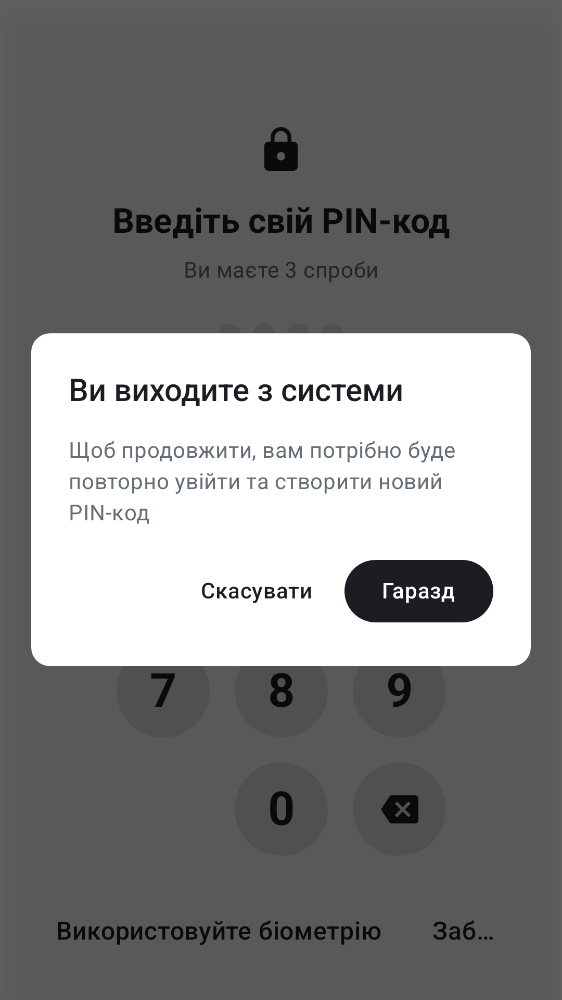 Введіть свій PIN-код
Ви маєте 3 спроби
Ви виходите з системи
Щоб продовжити, вам потрібно буде
повторно увійти та створити новий
PIN-код
Скасувати Гаразд
7 8 9
0
Використовуйте біометрію Заб...